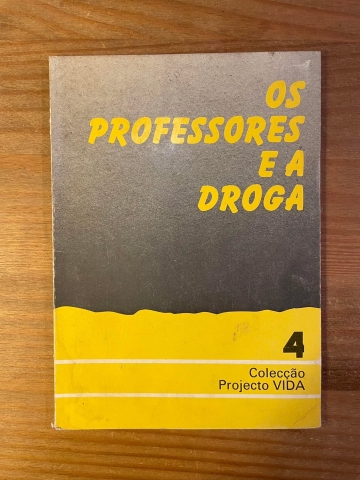 OS
PROFESSORES
E A
DROGA
4
Colecção
Projecto VIDA